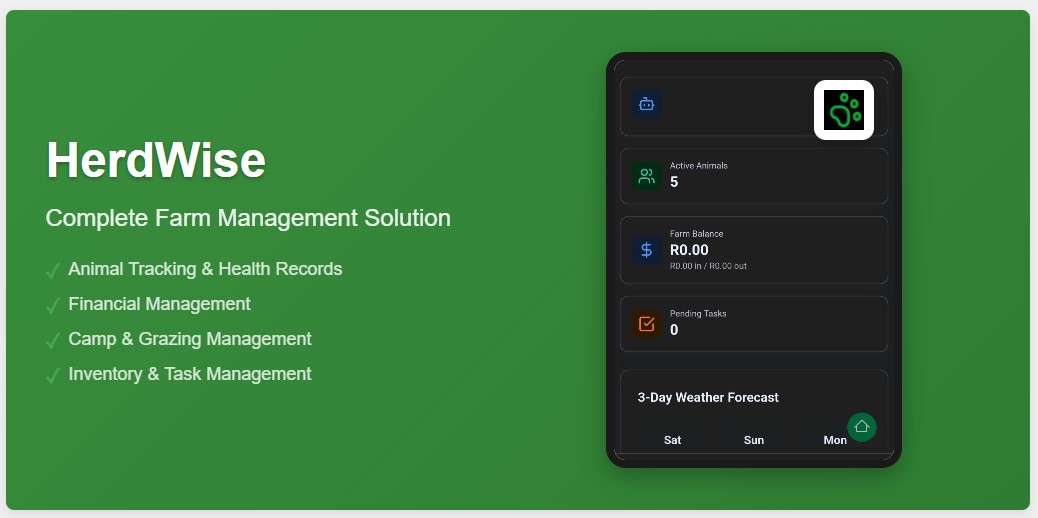 HerdWise
Complete Farm Management Solution
Animal Tracking & Health Records
Financial Management
Camp & Grazing Management
Inventory & Task Management
Active Animals
5
Farm Balance
R0.00
R0.00 in / R0.00 out
Pending Tasks
0
3-Day Weather Forecast
Sat Sun Mon